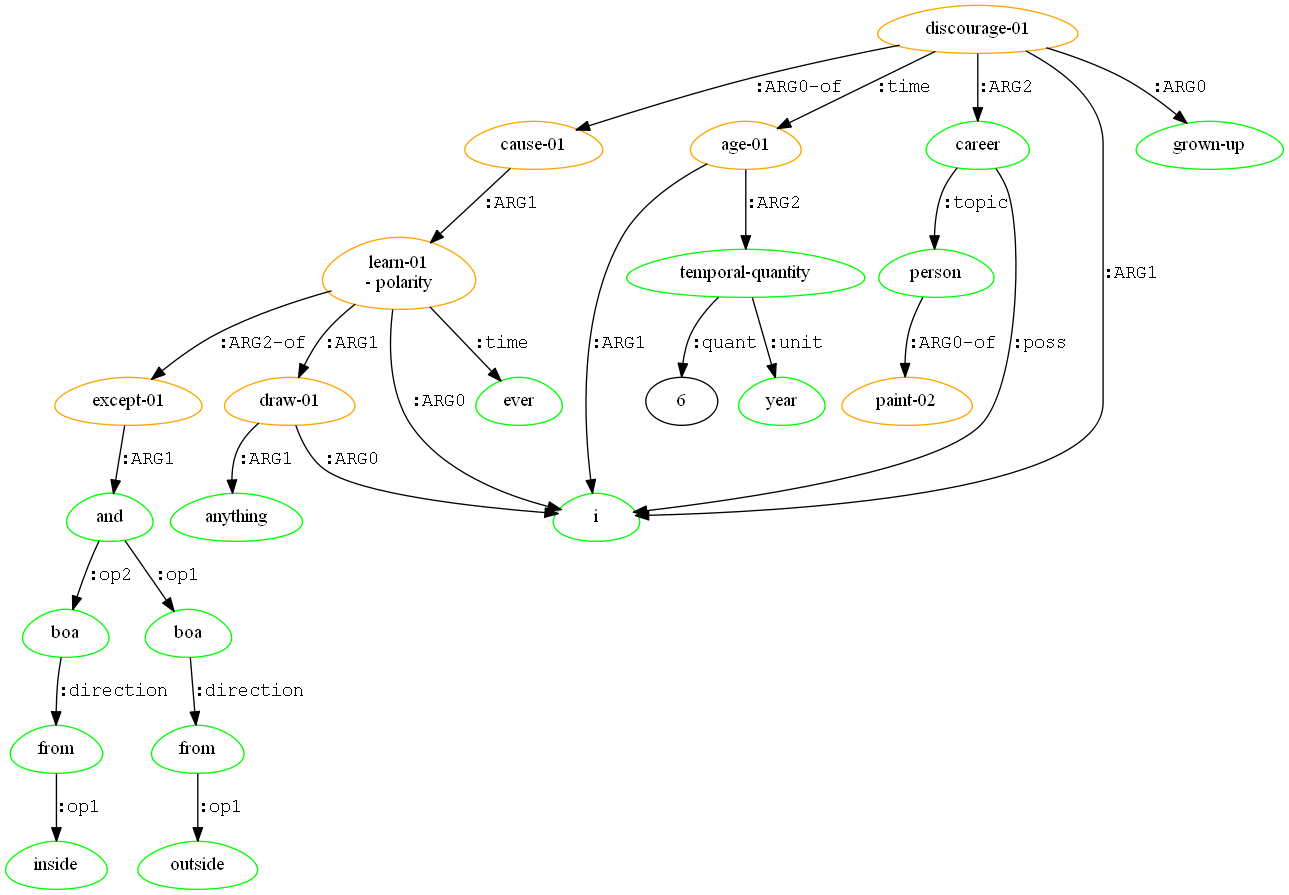 discourage-01
:ARG0-of
:time
:ARG2
:ARG0
cause-01
age-01
career
grown-up
:ARG1
:ARG2
:topic
learn-01
- polarity
temporal-quantity
person
:ARG1
:ARG2-of
:ARG1
:time
:ARG1
:quant
:unit
:ARG0-of
:poss
except-01
draw-01
:ARG0
ever
6
year
paint-02
:ARG1
:ARG1
:ARG0
and
anything
i
:op2
:op1
boa
boa
:direction
:direction
from
from
:op1
:op1
inside
outside